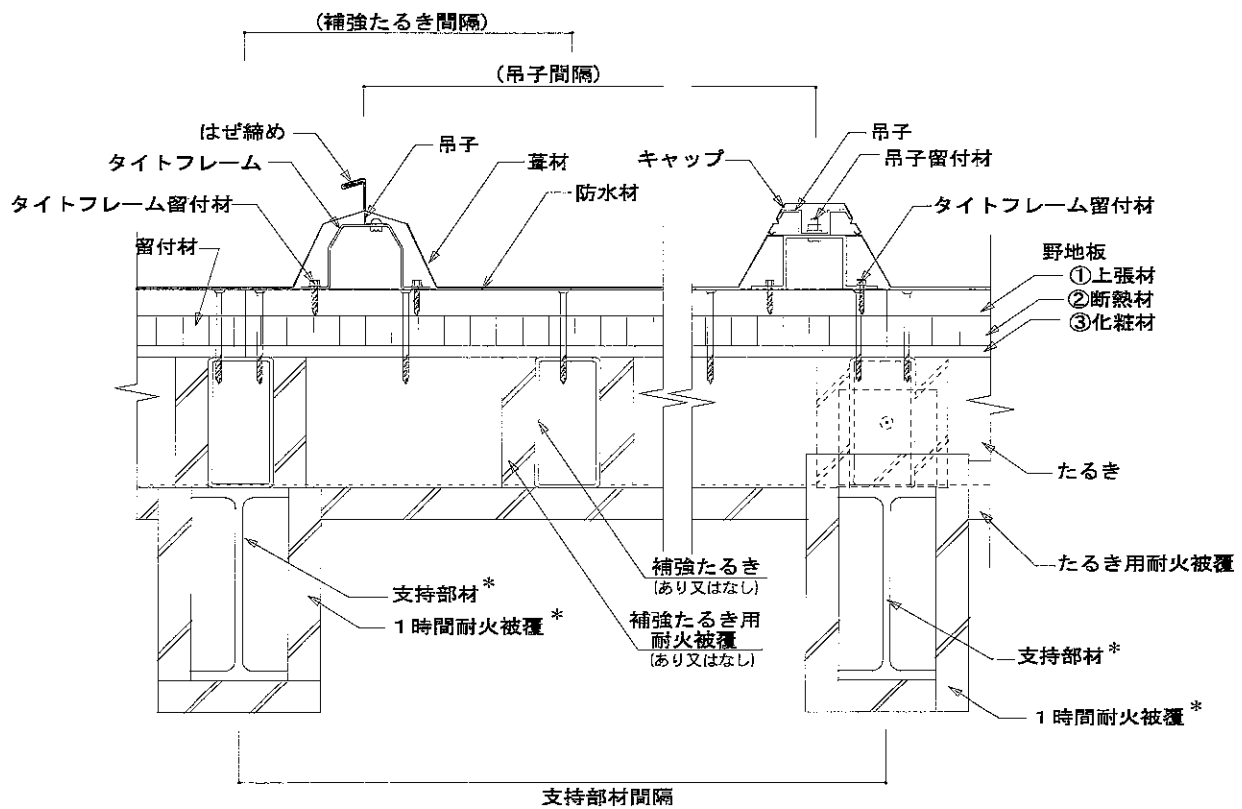 (補強たるき間隔)
(吊子間隔)
はぜ締め
吊子
タイトフレーム
葺材
防水材
タイトフレーム留付材
留付材
吊子
キャップ
吊子留付材
タイトフレーム留付材
野地板
①上張材
②断熱材
③化粧材
たるき
たるき用耐火被覆
補強たるき
(あり又はなし)
支持部材*
1時間耐火被覆*
補強たるき用
耐火被覆
(あり又はなし)
支持部材*
1時間耐火被覆*
支持部材間隔